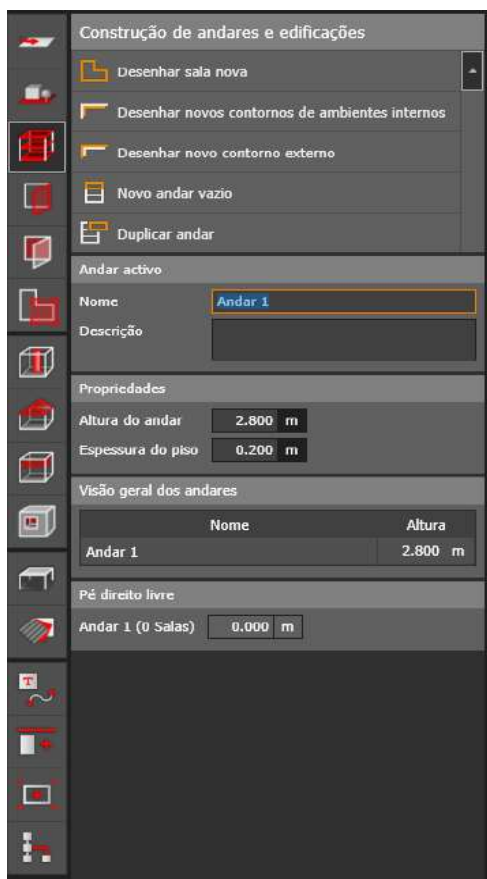 Construção de andares e edificações
Desenhar sala nova
Desenhar novos contornos de ambientes internos
Desenhar novo contorno externo
Novo andar vazio
Duplicar andar
Andar activo
Nome Andar 1
Descrição
Propriedades
Altura do andar 2.800 m
Espessura do piso 0.200 m
Visão geral dos andares
Nome Altura
Andar 1 2.800 m
Pé direito livre
Andar 1 (0 Salas) 0.000 m
T